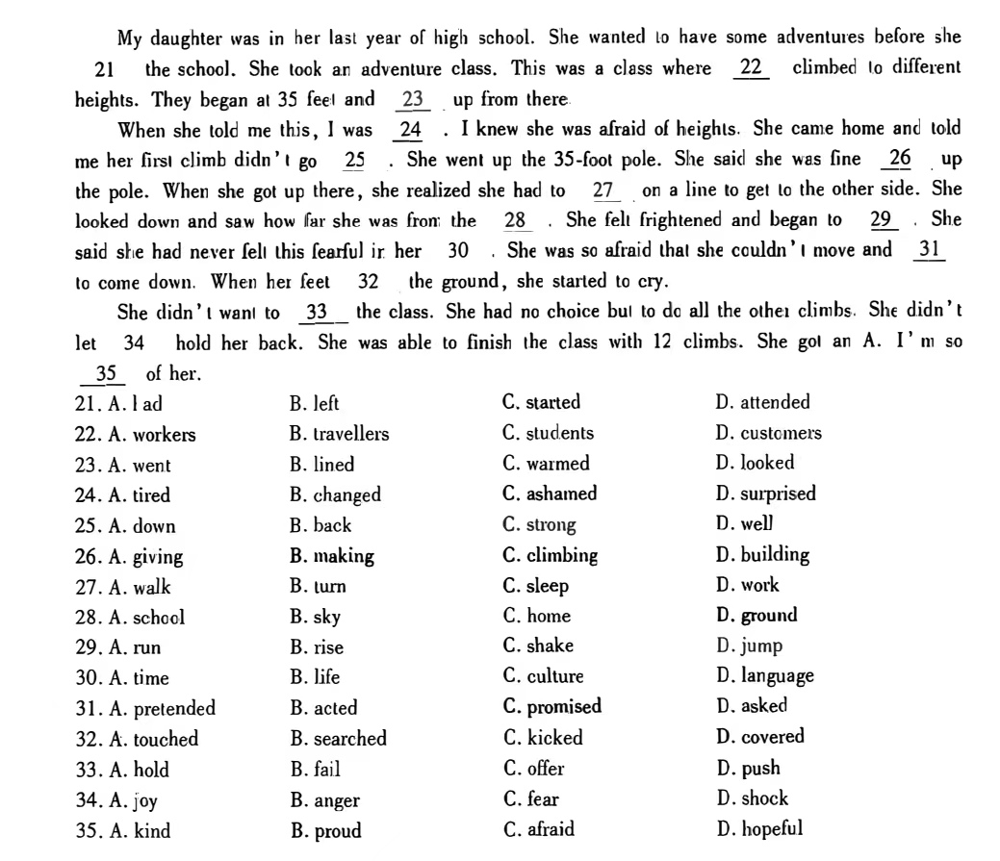 My daughter was in her last year of high school. She wanted to have some adventures before she
21 the school. She took an adventure class. This was a class where 22 climbed to different
heights. They began at 35 feet and 23 up from there.
When she told me this, I was 24 . I knew she was afraid of heights. She came home and told
me her first climb didn't go 25 . She went up the 35-foot pole. She said she was fine 26 up
the pole. When she got up there, she realized she had to 27 on a line to get to the other side. She
looked down and saw how far she was from the 28 . She felt frightened and began to 29 . She
said she had never felt this fearful in her 30 . She was so afraid that she couldn't move and 31
to come down. When her feet 32 the ground, she started to cry.
She didn't want to 33 the class. She had no choice but to do all the other climbs. She didn't
let 34 hold her back. She was able to finish the class with 12 climbs. She got an A. I'm so
35 of her.
21. A. l ad B. left C. started D. attended
22. A. workers B. travellers C. students D. customers
23. A. went B. lined C. warmed D. looked
24. A. tired B. changed C. ashamed D. surprised
25. A. down B. back C. strong D. well
26. A. giving B. making C. climbing D. building
27. A. walk B. turn C. sleep D. work
28. A. school B. sky C. home D. ground
29. A. run B. rise C. shake D. jump
30. A. time B. life C. culture D. language
31. A. pretended B. acted C. promised D. asked
32. A. touched B. searched C. kicked D. covered
33. A. hold B. fail C. offer D. push
34. A. joy B. anger C. fear D. shock
35. A. kind B. proud C. afraid D. hopeful